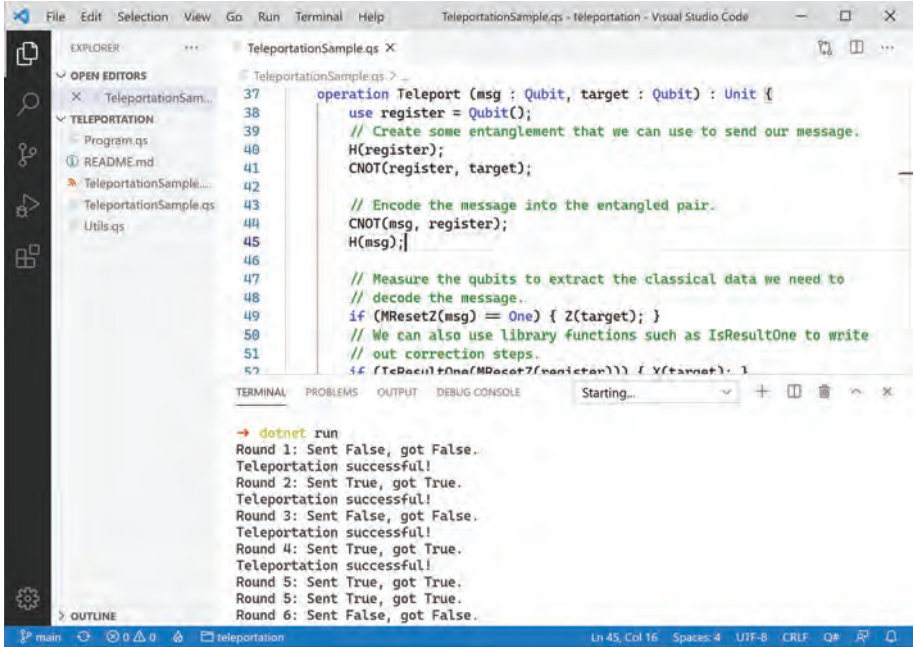 File Edit Selection View Go Run Terminal Help TeleportationSample.qs - teleportation - Visual Studio Code
EXPLORER
OPEN EDITORS
TeleportationSam...
TELEPORTATION
Program.qs
README.md
TeleportationSample....
TeleportationSample.qs
Utils.qs
OUTLINE
TeleportationSample.qs
TeleportationSample.qs > ...
37 operation Teleport (msg : Qubit, target : Qubit) : Unit {
38 use register = Qubit();
39 // Create some entanglement that we can use to send our message.
40 H(register);
41 CNOT(register, target);
42
43 // Encode the message into the entangled pair.
44 CNOT(msg, register);
45 H(msg);
46
47 // Measure the qubits to extract the classical data we need to
48 // decode the message.
49 if (MResetZ(msg) == One) { Z(target); }
50 // We can also use library functions such as IsResultOne to write
51 // out correction steps.
52 if (IsResultOne(MResetZ(register))) { X(target); }
TERMINAL PROBLEMS OUTPUT DEBUG CONSOLE Starting...
→ dotnet run
Round 1: Sent False, got False.
Teleportation successful!
Round 2: Sent True, got True.
Teleportation successful!
Round 3: Sent False, got False.
Teleportation successful!
Round 4: Sent True, got True.
Teleportation successful!
Round 5: Sent True, got True.
Round 5: Sent True, got True.
Round 6: Sent False, got False.
main 0 0 teleportation Ln 45, Col 16 Spaces: 4 UTF-8 CRLF Q#